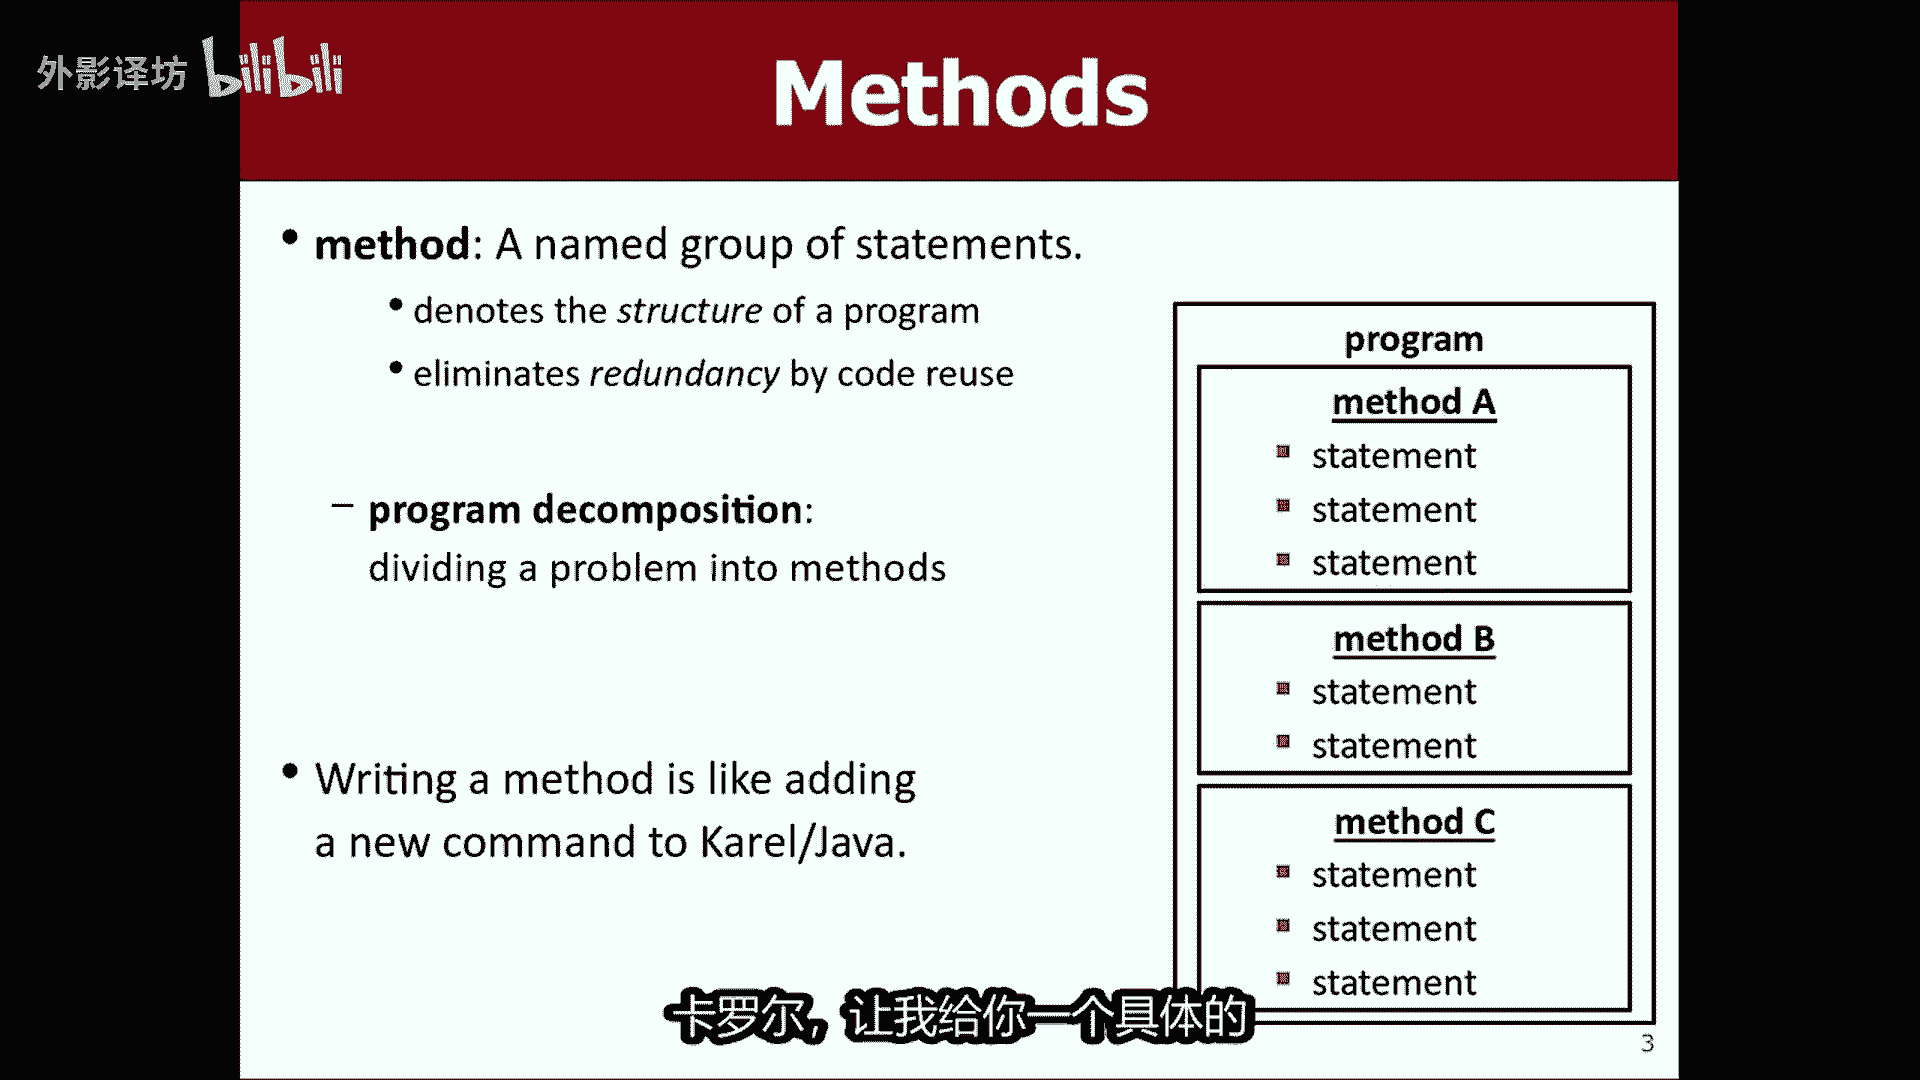 外影译坊 bilibili
Methods
• method: A named group of statements.
• denotes the structure of a program
• eliminates redundancy by code reuse
– program decomposition:
dividing a problem into methods
• Writing a method is like adding
a new command to Karel/Java.
program
method A
▪ statement
▪ statement
▪ statement
method B
▪ statement
▪ statement
method C
▪ statement
▪ statement
▪ statement
卡罗尔，让我给你一个具体的
3